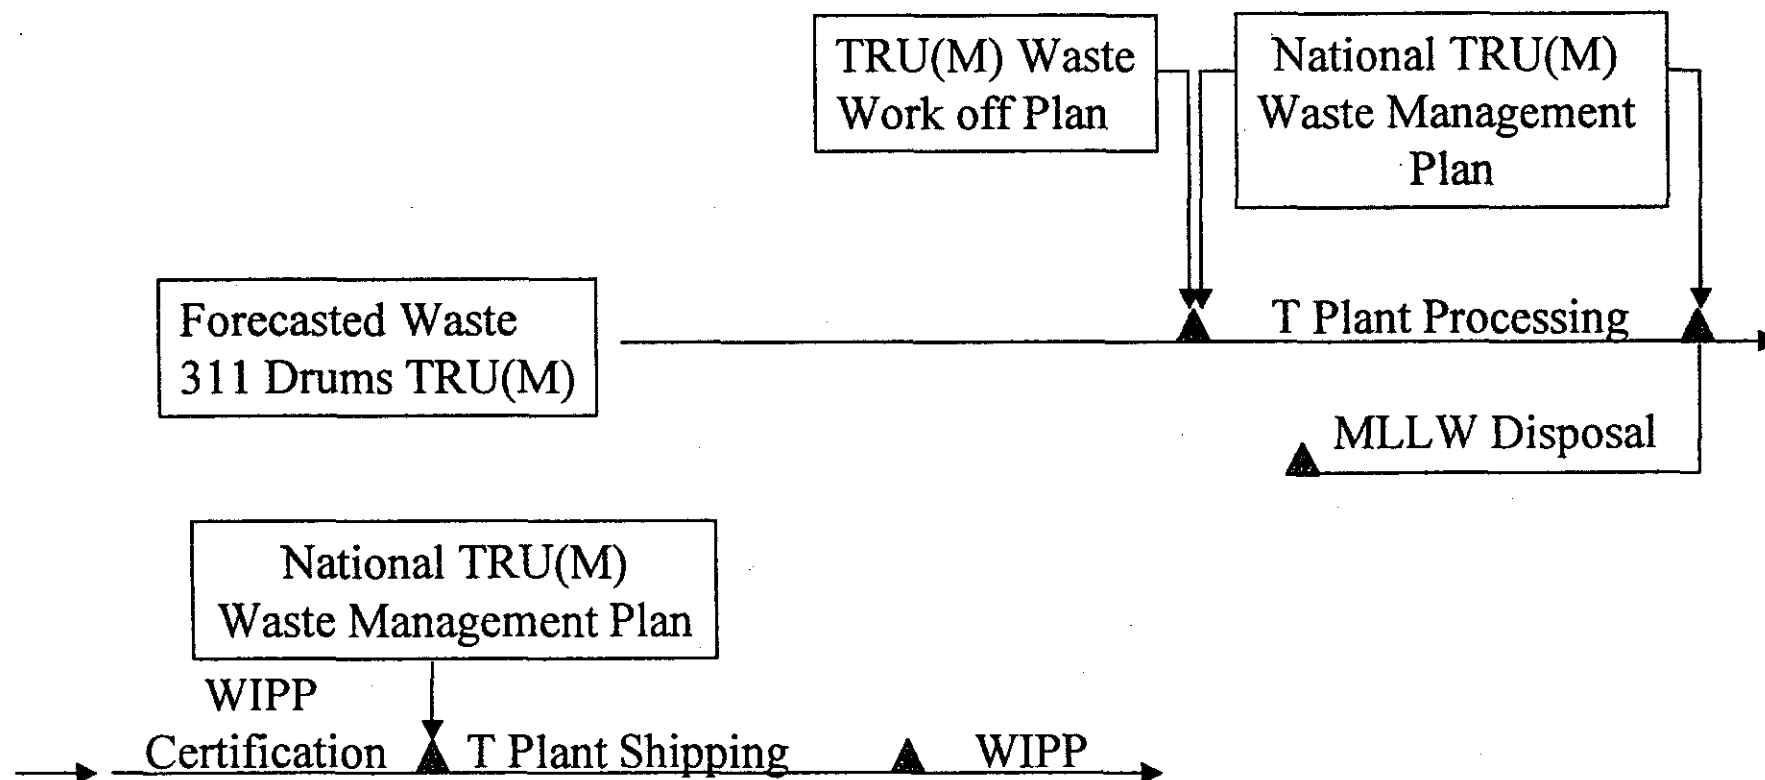 TRU(M) Waste
Work off Plan
National TRU(M)
Waste Management
Plan
Forecasted Waste
311 Drums TRU(M)
T Plant Processing
MLLW Disposal
National TRU(M)
Waste Management Plan
WIPP
Certification
T Plant Shipping
WIPP